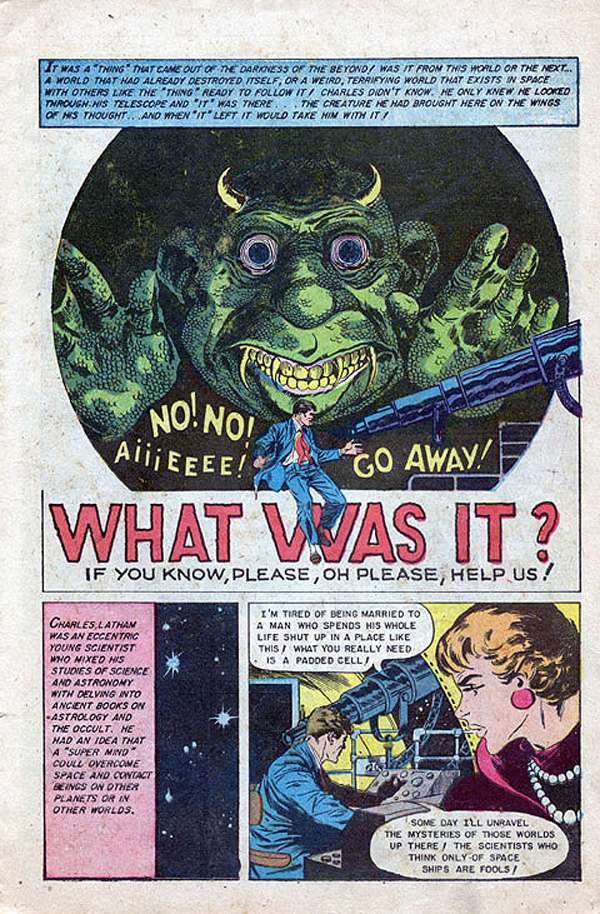 IT WAS A "THING" THAT CAME OUT OF THE DARKNESS OF THE BEYOND! WAS IT FROM THIS WORLD OR THE NEXT...
A WORLD THAT HAD ALREADY DESTROYED ITSELF, OR A WEIRD, TERRIFYING WORLD THAT EXISTS IN SPACE
WITH OTHERS LIKE THE "THING" READY TO FOLLOW IT! CHARLES DIDN'T KNOW. HE ONLY KNEW HE LOOKED
THROUGH HIS TELESCOPE AND "IT" WAS THERE . . . THE CREATURE HE HAD BROUGHT HERE ON THE WINGS
OF HIS THOUGHT...AND WHEN "IT" LEFT IT WOULD TAKE HIM WITH IT!
NO! NO!
AiiiEEEE!
GO AWAY!
WHAT WAS IT?
IF YOU KNOW, PLEASE, OH PLEASE, HELP US!
CHARLES, LATHAM
WAS AN ECCENTRIC
YOUNG SCIENTIST
WHO MIXED HIS
STUDIES OF SCIENCE
AND ASTRONOMY
WITH DELVING INTO
ANCIENT BOOKS ON
ASTROLOGY AND
THE OCCULT. HE
HAD AN IDEA THAT
A "SUPER MIND"
COULD OVERCOME
SPACE AND CONTACT
BEINGS ON OTHER
PLANETS OR IN
OTHER WORLDS.
I'M TIRED OF BEING MARRIED TO
A MAN WHO SPENDS HIS WHOLE
LIFE SHUT UP IN A PLACE LIKE
THIS! WHAT YOU REALLY NEED
IS A PADDED CELL!
SOME DAY I'LL UNRAVEL
THE MYSTERIES OF THOSE WORLDS
UP THERE! THE SCIENTISTS WHO
THINK ONLY OF SPACE
SHIPS ARE FOOLS!